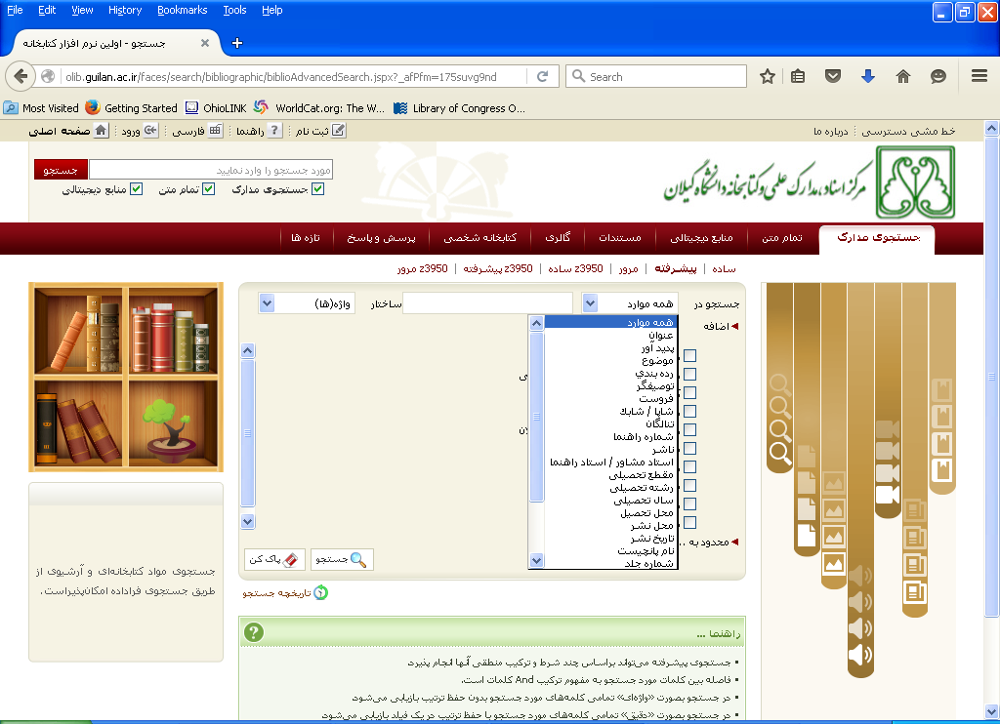 File Edit View History Bookmarks Tools Help
جستجو - اولین نرم افزار کتابخانه
olib.guilan.ac.ir/faces/search/bibliographic/biblioAdvancedSearch.jspx?_afPfm=175suvg9nd
Search
Most Visited Getting Started OhioLINK WorldCat.org: The W... Library of Congress O...
صفحه اصلی ورود فارسی راهنما ثبت نام
درباره ما خط مشی دسترسی
مرکز اسناد، مدارک علمی و کتابخانه دانشگاه گیلان
مورد جستجو را وارد نمایید
جستجو
جستجوی مدارک تمام متن منابع دیجیتالی
جستجوی مدارک تمام متن منابع دیجیتالی مستندات گالری کتابخانه شخصی پرسش و پاسخ تازه ها
ساده | پیشرفته | مرور | z3950 ساده | z3950 پیشرفته | z3950 مرور
جستجو در همه موارد ساختار واژه(ها)
اضافه
همه موارد
عنوان
پدید آور
موضوع
رده بندي
توصیفگر
فروست
شاپا / شابك
تنالگان
شماره راهنما
ناشر
استاد مشاور / استاد راهنما
مقطع تحصیلی
رشته تحصیلی
سال تحصیلی
محل تحصیل
محل نشر
تاریخ نشر
نام پانچیست
شماره جلد
محدود به ..
جستجو پاک کن
تاریخچه جستجو
جستجوی مواد کتابخانه‌ای و آرشیوی از
طریق جستجوی فراداده امکان‌پذیراست .
راهنما ...
جستجوی پیشرفته می‌تواند براساس چند شرط و ترکیب منطقی آنها انجام پذیرد.
فاصله بین کلمات مورد جستجو به مفهوم ترکیب And کلمات است.
در جستجو بصورت «واژه‌ای» تمامی کلمه‌های مورد جستجو بدون حفظ ترتیب بازیابی می‌شود.
در جستجو بصورت «دقیق» تمامی کلمه‌های مورد جستجو با حفظ ترتیب در یک فیلد بازیابی می‌شود.